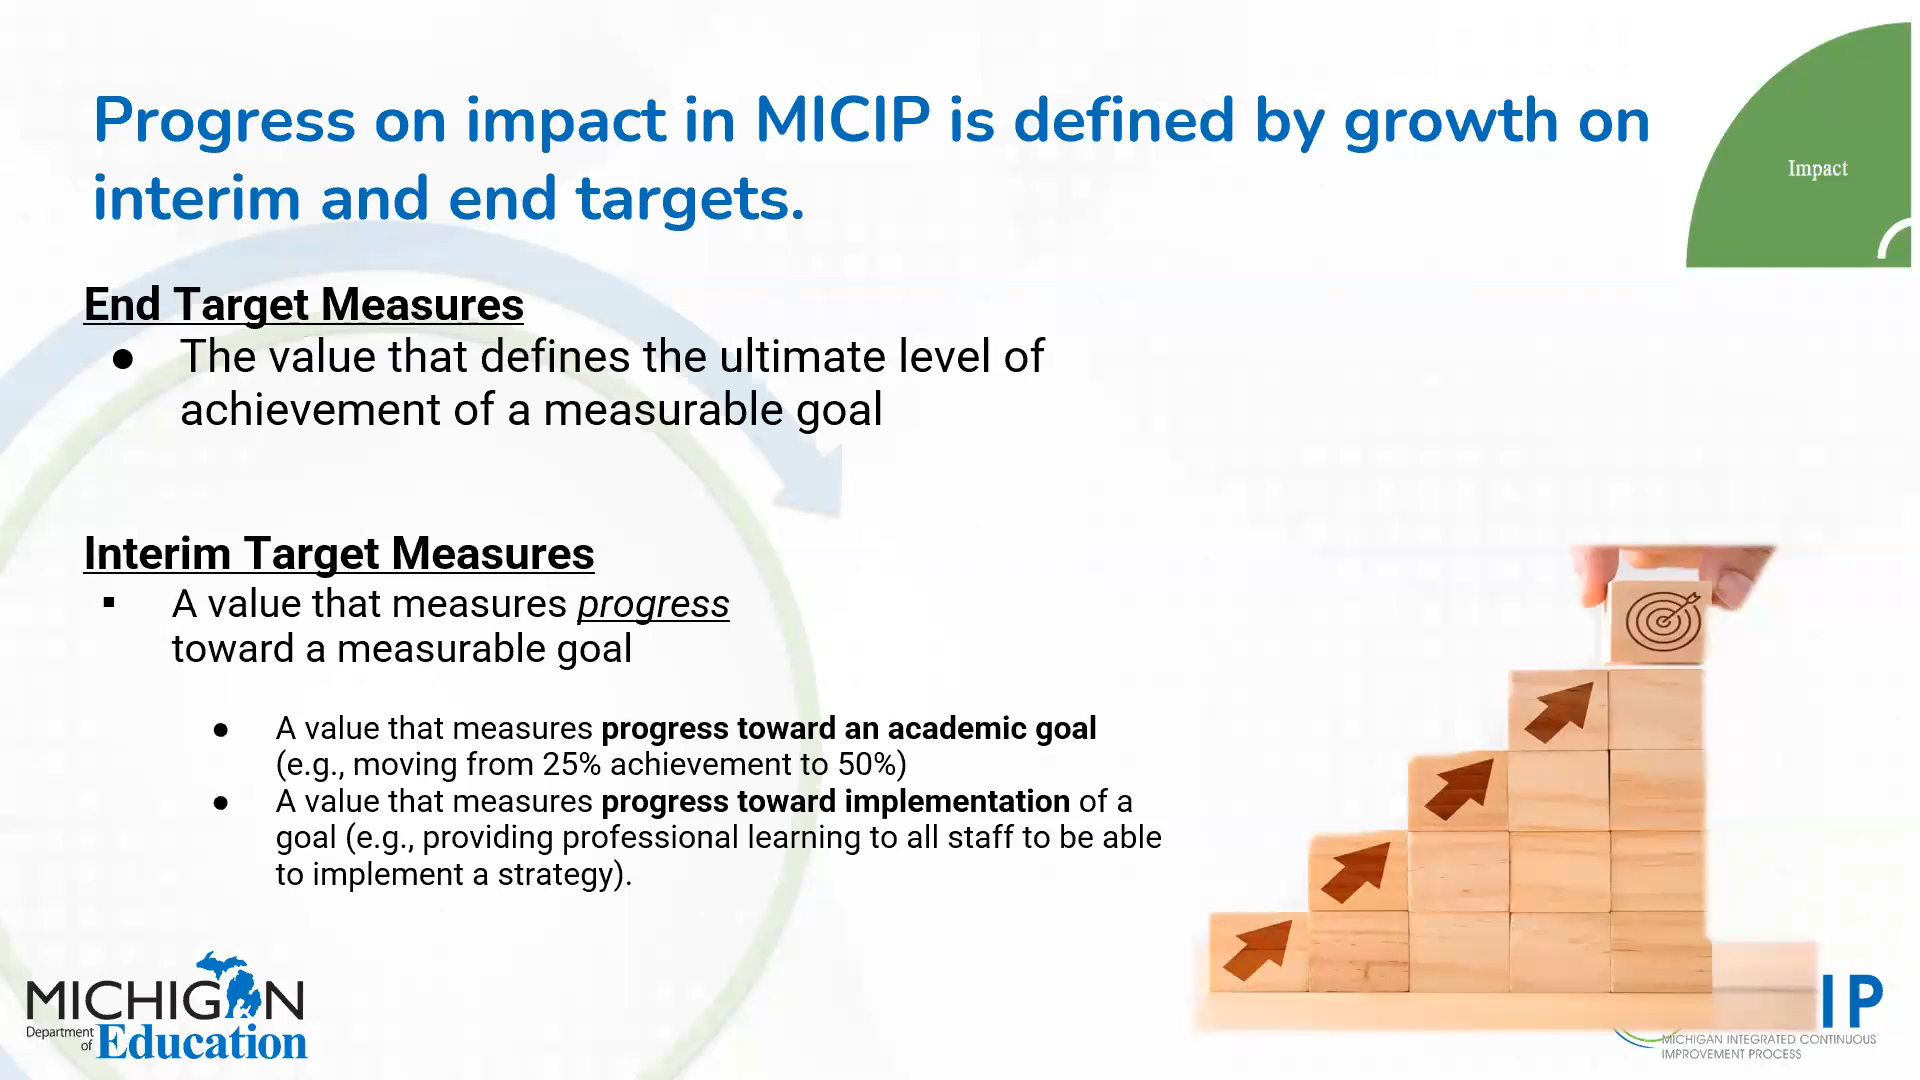 Progress on impact in MICIP is defined by growth on
interim and end targets.
Impact
End Target Measures
● The value that defines the ultimate level of
achievement of a measurable goal
Interim Target Measures
▪ A value that measures progress
toward a measurable goal
● A value that measures progress toward an academic goal
(e.g., moving from 25% achievement to 50%)
● A value that measures progress toward implementation of a
goal (e.g., providing professional learning to all staff to be able
to implement a strategy).
MICHIGAN
Department
of Education
IP
MICHIGAN INTEGRATED CONTINUOUS
IMPROVEMENT PROCESS